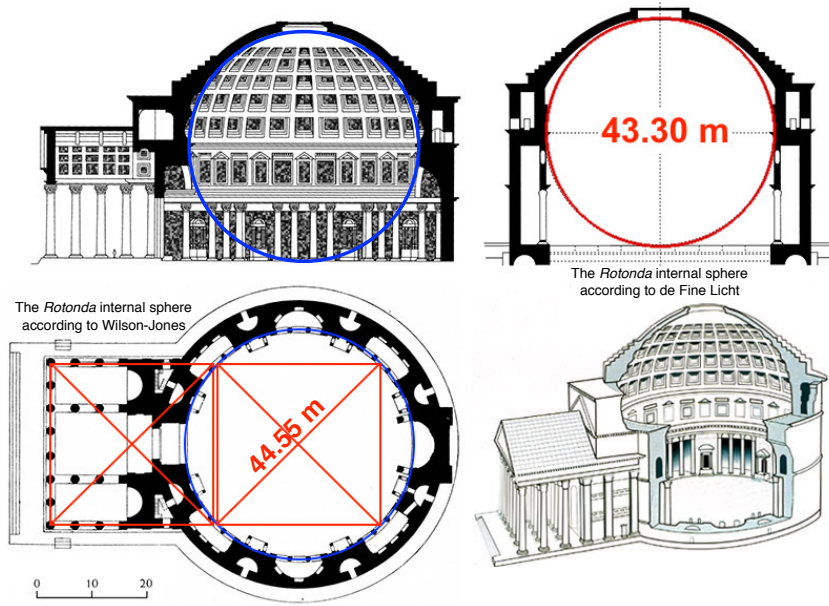 43.30 m
The Rotonda internal sphere
according to de Fine Licht
The Rotonda internal sphere
according to Wilson-Jones
44.55 m
0 10 20